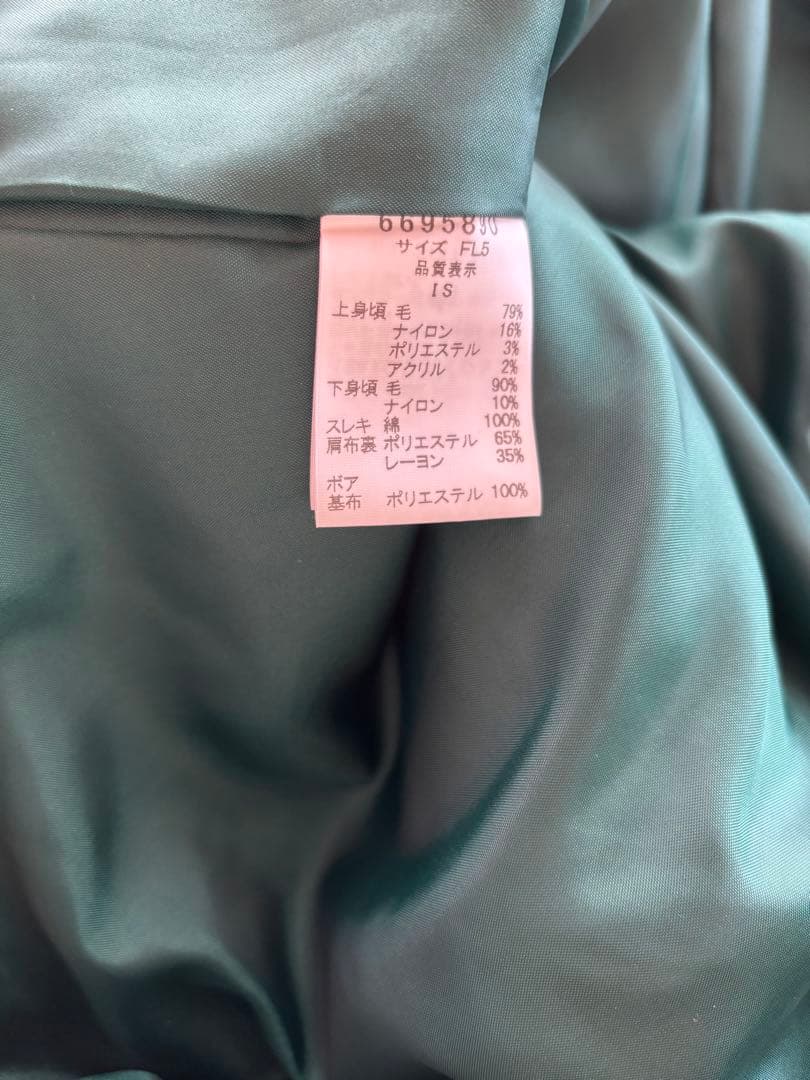 6695890
サイズ FL5
品質表示
IS
上身頃 毛 79%
ナイロン 16%
ポリエステル 3%
アクリル 2%
下身頃 毛 90%
ナイロン 10%
スレキ 綿 100%
肩布裏 ポリエステル 65%
レーヨン 35%
ボア
基布 ポリエステル 100%